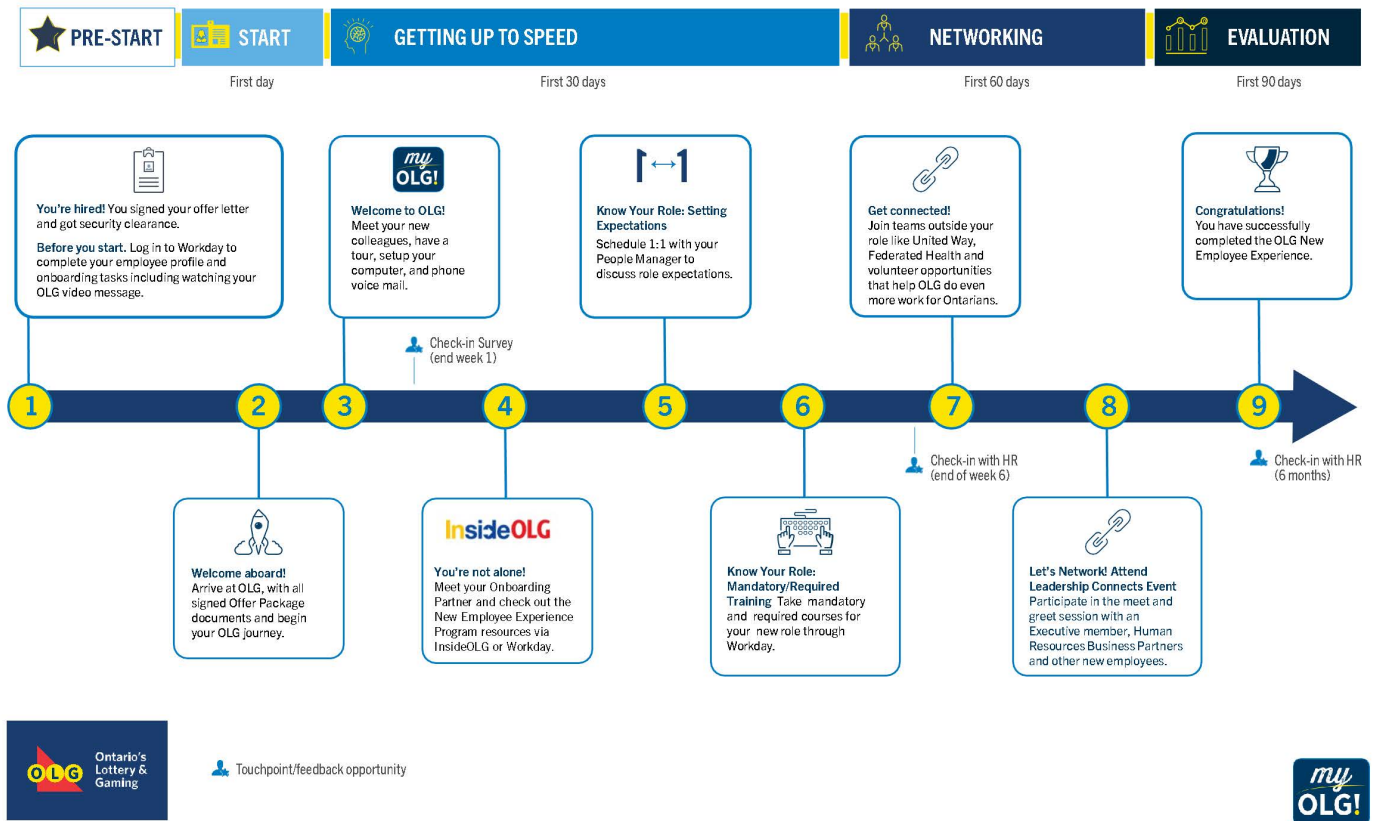 PRE-START
START
GETTING UP TO SPEED
NETWORKING
EVALUATION
First day
First 30 days
First 60 days
First 90 days
You're hired! You signed your offer letter
and got security clearance.
Before you start. Log in to Workday to
complete your employee profile and
onboarding tasks including watching your
OLG video message.
my
OLG!
Welcome to OLG!
Meet your new
colleagues, have a
tour, setup your
computer, and phone
voice mail.
1 1
Know Your Role: Setting
Expectations
Schedule 1:1 with your
People Manager to
discuss role expectations.
Get connected!
Join teams outside your
role like United Way,
Federated Health and
volunteer opportunities
that help OLG do even
more work for Ontarians.
Congratulations!
You have successfully
completed the OLG New
Employee Experience.
Check-in Survey
(end week 1)
1
2
3
4
5
6
7
8
9
Check-in with HR
(end of week 6)
Check-in with HR
(6 months)
Welcome aboard!
Arrive at OLG, with all
signed Offer Package
documents and begin
your OLG journey.
InsideOLG
You're not alone!
Meet your Onboarding
Partner and check out the
New Employee Experience
Program resources via
InsideOLG or Workday.
Know Your Role:
Mandatory/Required
Training Take mandatory
and required courses for
your new role through
Workday.
Let's Network! Attend
Leadership Connects Event
Participate in the meet and
greet session with an
Executive member, Human
Resources Business Partners
and other new employees.
OLG
Ontario's
Lottery &
Gaming
Touchpoint/feedback opportunity
my
OLG!